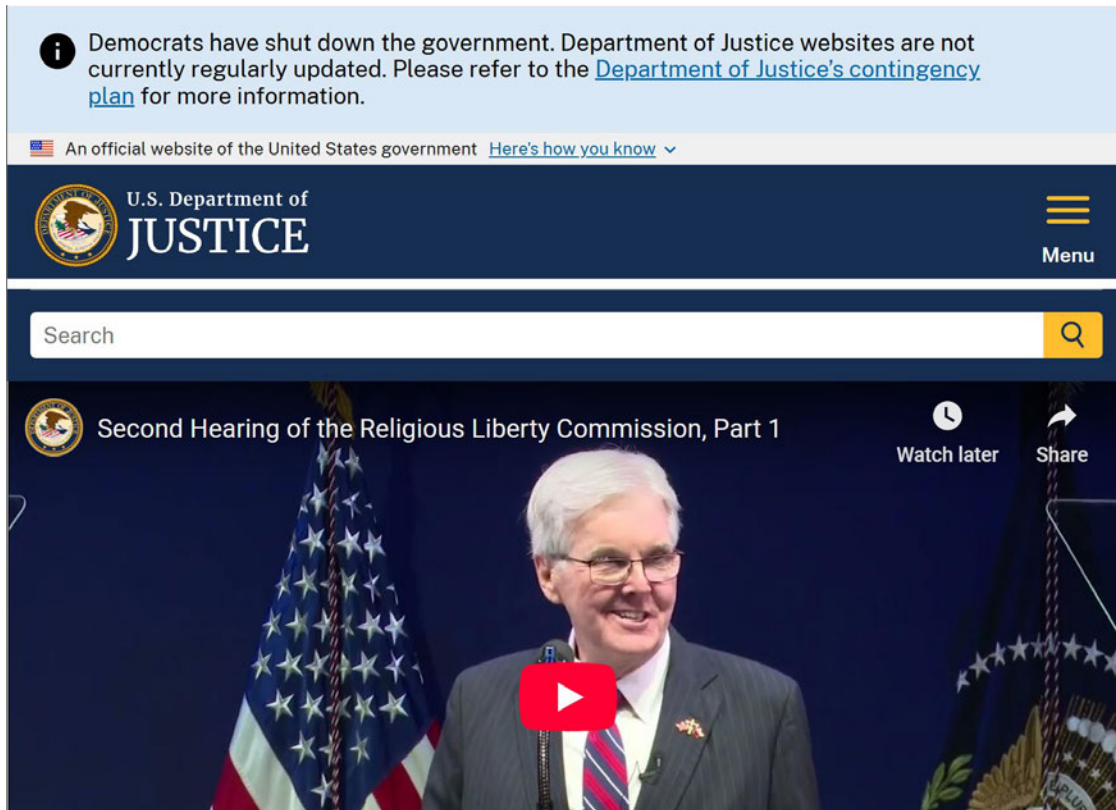 Democrats have shut down the government. Department of Justice websites are not
currently regularly updated. Please refer to the Department of Justice's contingency
plan for more information.
An official website of the United States government Here's how you know
U.S. Department of
JUSTICE
Menu
Search
Second Hearing of the Religious Liberty Commission, Part 1
Watch later
Share